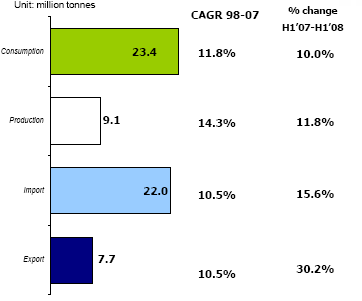 Unit: million tonnes
CAGR 98-07
% change
H1'07-H1'08
Consumption 23.4 11.8% 10.0%
Production 9.1 14.3% 11.8%
Import 22.0 10.5% 15.6%
Export 7.7 10.5% 30.2%